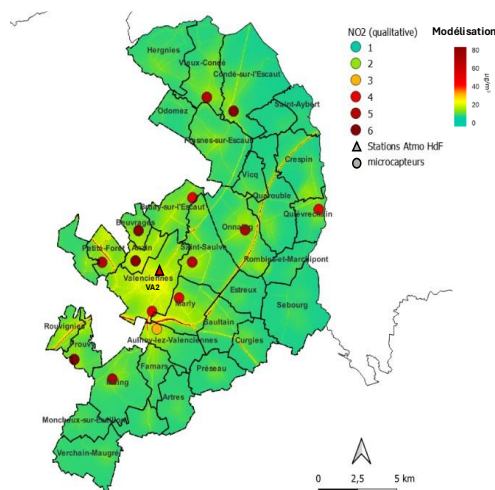 NO2 (qualitative)
1
2
3
4
5
6
Stations Atmo HdF
microcapteurs
Modélisation
80
60
40
20
0
µg/m³
Hergnies
Vieux-Condé
Condé-sur-l'Escaut
Saint-Aybert
Odomez
Fresnes-sur-Escaut
Crespin
Vicq
Quarouble
Bruay-sur-l'Escaut
Quiévrechain
Beuvrages
Onnaing
Petite-Forêt
Anzin
Saint-Saulve
Rombies-et-Marchipont
Valenciennes
VA2
Estreux
Sebourg
Marly
Saultain
Rouvignies
Prouvy
Aulnoy-lez-Valenciennes
Curgies
Famars
Préseau
Maing
Artres
Monchaux-sur-Écaillon
Verchain-Maugré
0 2,5 5 km